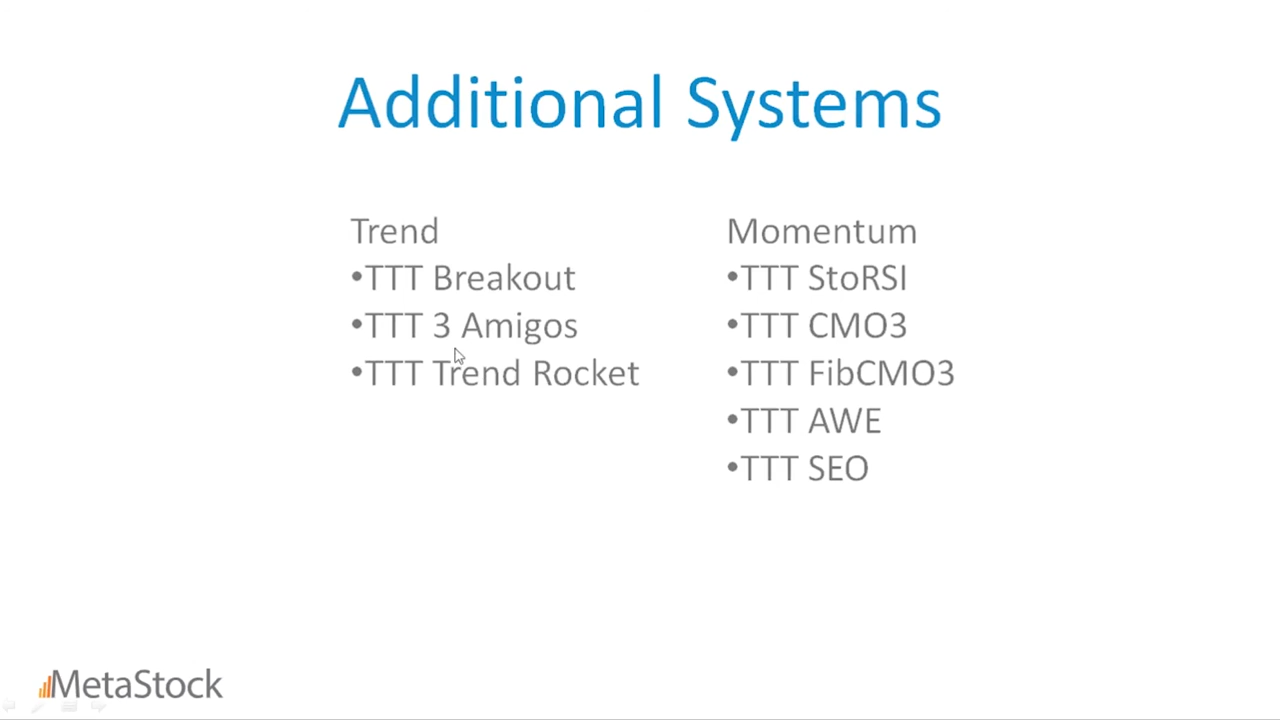 Additional Systems
Trend
•TTT Breakout
•TTT 3 Amigos
•TTT Trend Rocket
Momentum
•TTT StoRSI
•TTT CMO3
•TTT FibCMO3
•TTT AWE
•TTT SEO
MetaStock